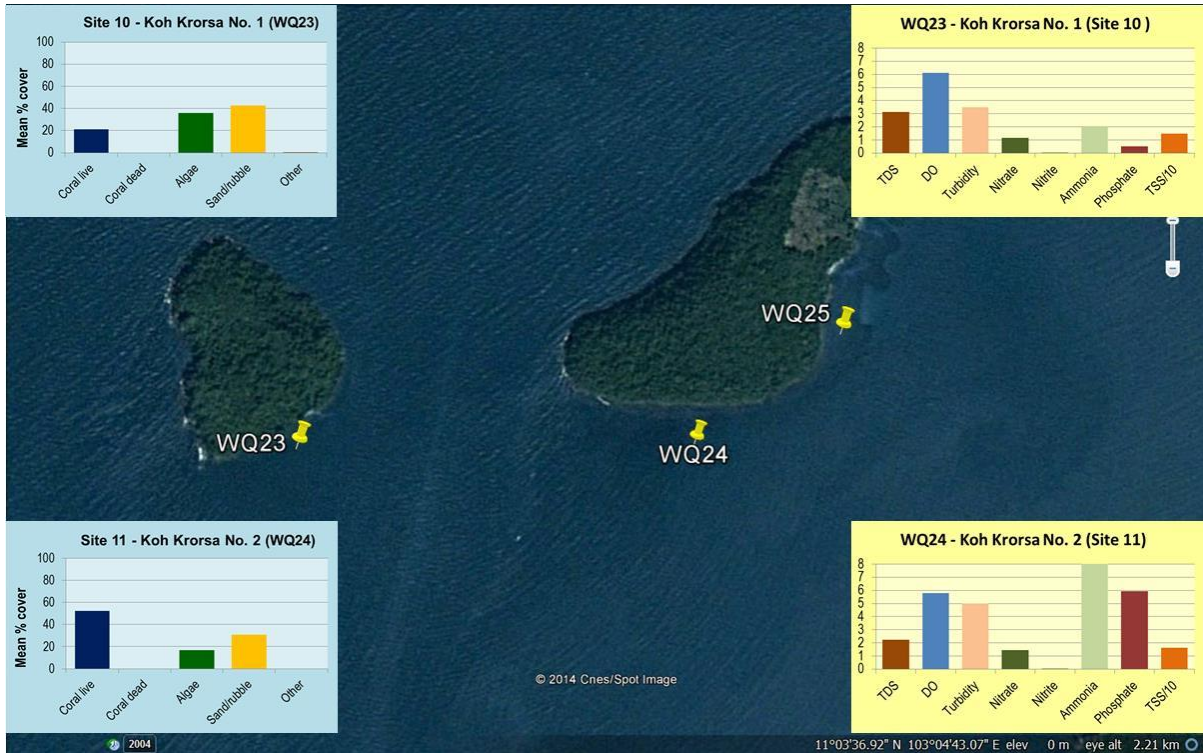 Site 10 - Koh Krorsa No. 1 (WQ23)
Mean % cover
100
80
60
40
20
0
Coral live
Coral dead
Algae
Sand/rubble
Other
WQ23 - Koh Krorsa No. 1 (Site 10 )
8
7
6
5
4
3
2
1
0
TDS
DO
Turbidity
Nitrate
Nitrite
Ammonia
Phosphate
TSS/10
WQ25
WQ23
WQ24
Site 11 - Koh Krorsa No. 2 (WQ24)
Mean % cover
100
80
60
40
20
0
Coral live
Coral dead
Algae
Sand/rubble
Other
WQ24 - Koh Krorsa No. 2 (Site 11)
8
7
6
5
4
3
2
1
0
TDS
DO
Turbidity
Nitrate
Nitrite
Ammonia
Phosphate
TSS/10
© 2014 Cnes/Spot Image
2004
11°03'36.92" N 103°04'43.07" E elev 0 m eye alt 2.21 km